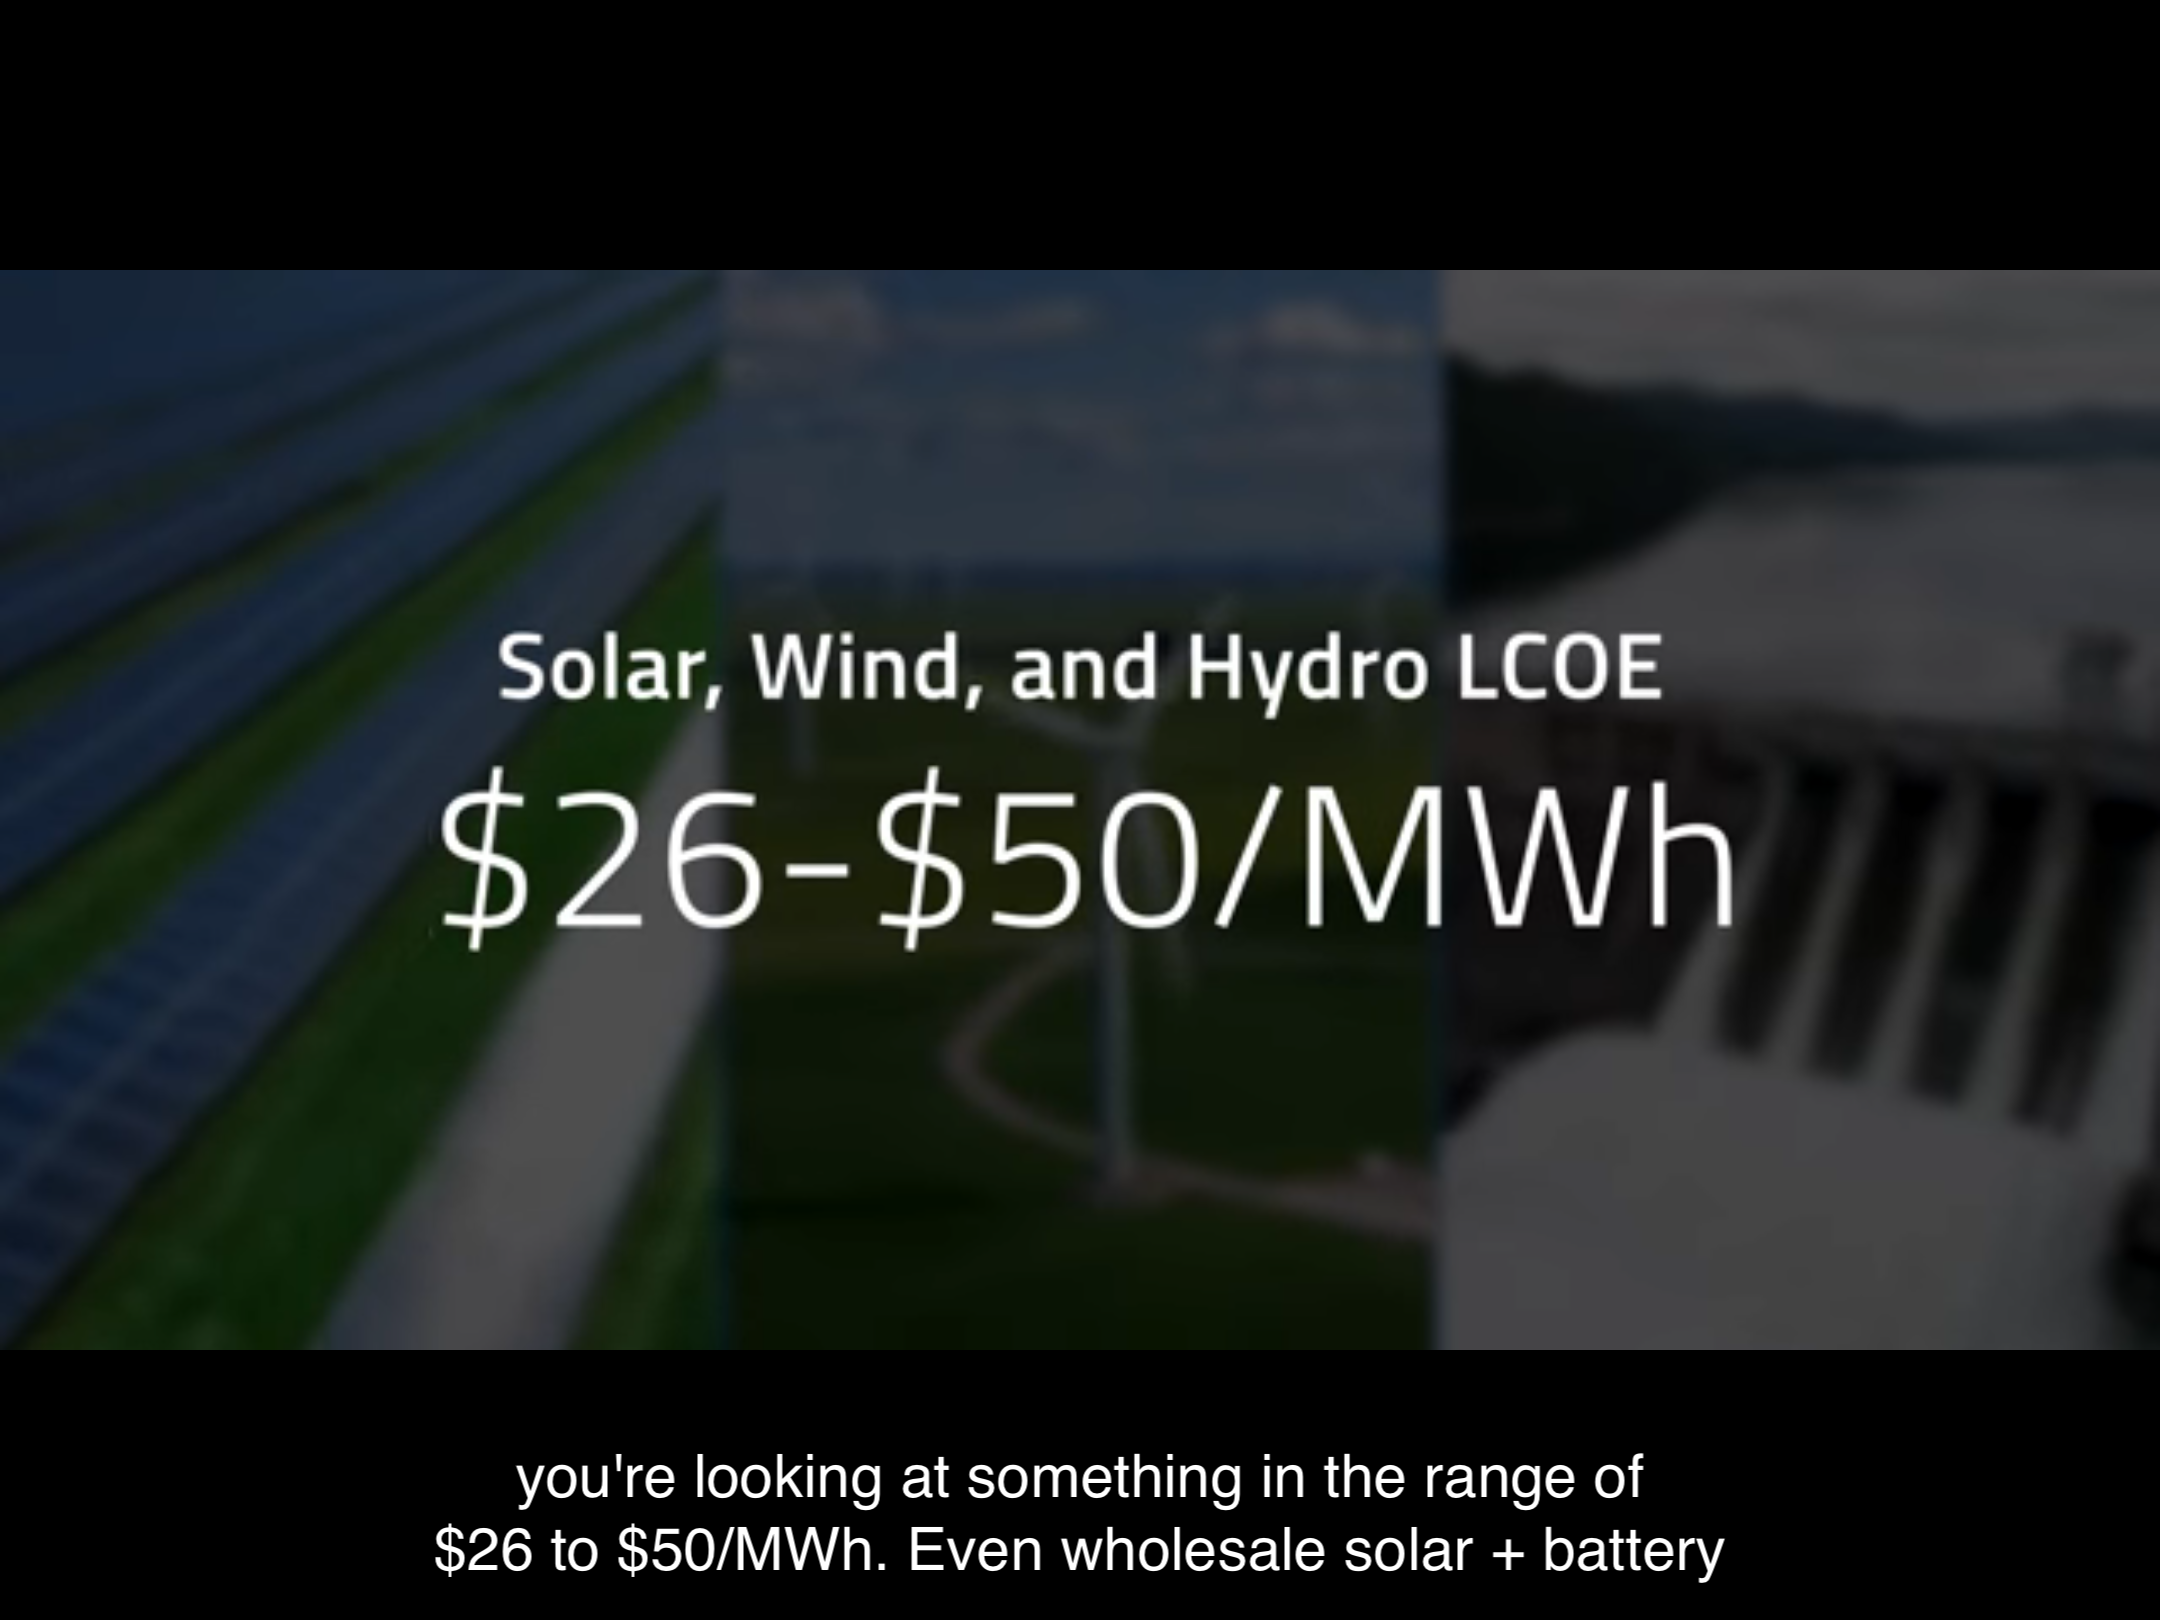 Solar, Wind, and Hydro LCOE
$26-$50/MWh
you're looking at something in the range of
$26 to $50/MWh. Even wholesale solar + battery